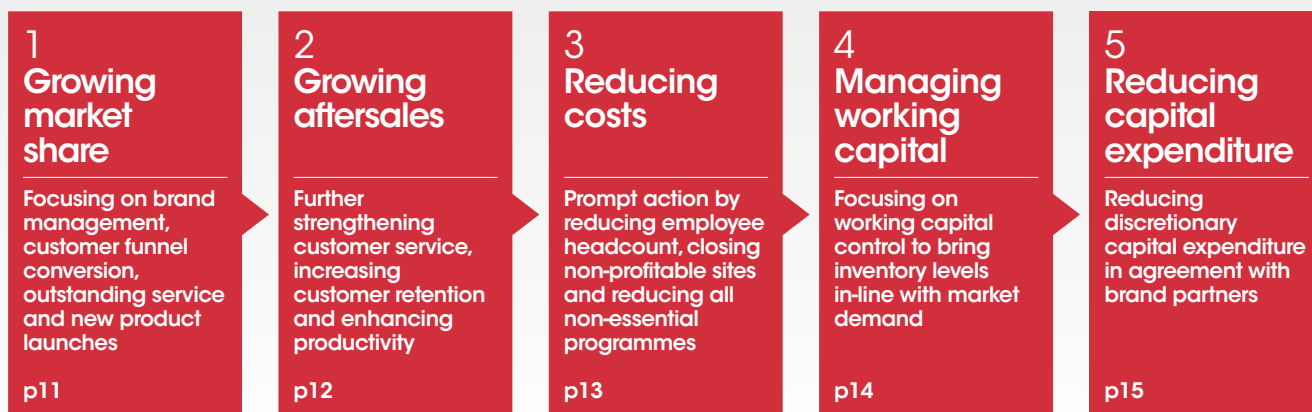 1
Growing
market
share
Focusing on brand
management,
customer funnel
conversion,
outstanding service
and new product
launches
p11
2
Growing
aftersales
Further
strengthening
customer service,
increasing
customer retention
and enhancing
productivity
p12
3
Reducing
costs
Prompt action by
reducing employee
headcount, closing
non-profitable sites
and reducing all
non-essential
programmes
p13
4
Managing
working
capital
Focusing on
working capital
control to bring
inventory levels
in-line with market
demand
p14
5
Reducing
capital
expenditure
Reducing
discretionary
capital expenditure
in agreement with
brand partners
p15